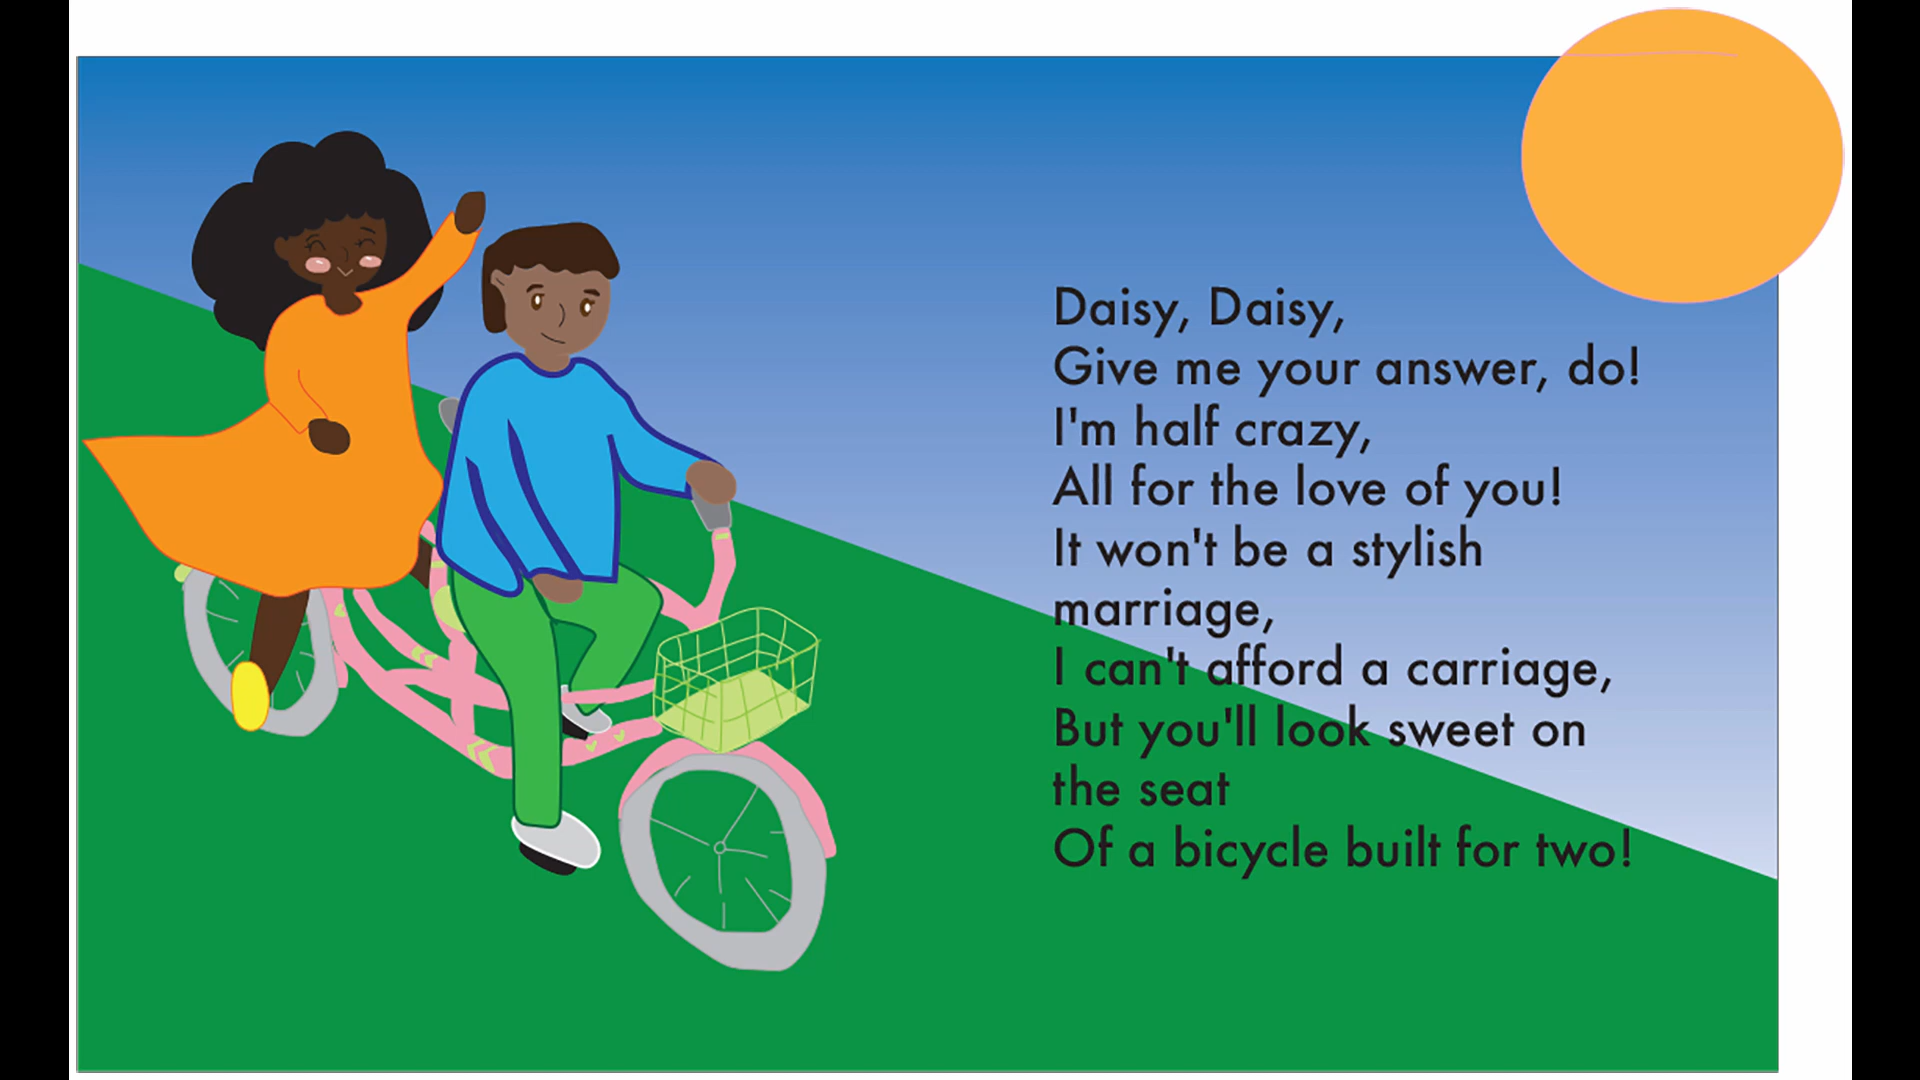 Daisy, Daisy,
Give me your answer, do!
I'm half crazy,
All for the love of you!
It won't be a stylish
marriage,
I can't afford a carriage,
But you'll look sweet on
the seat
Of a bicycle built for two!